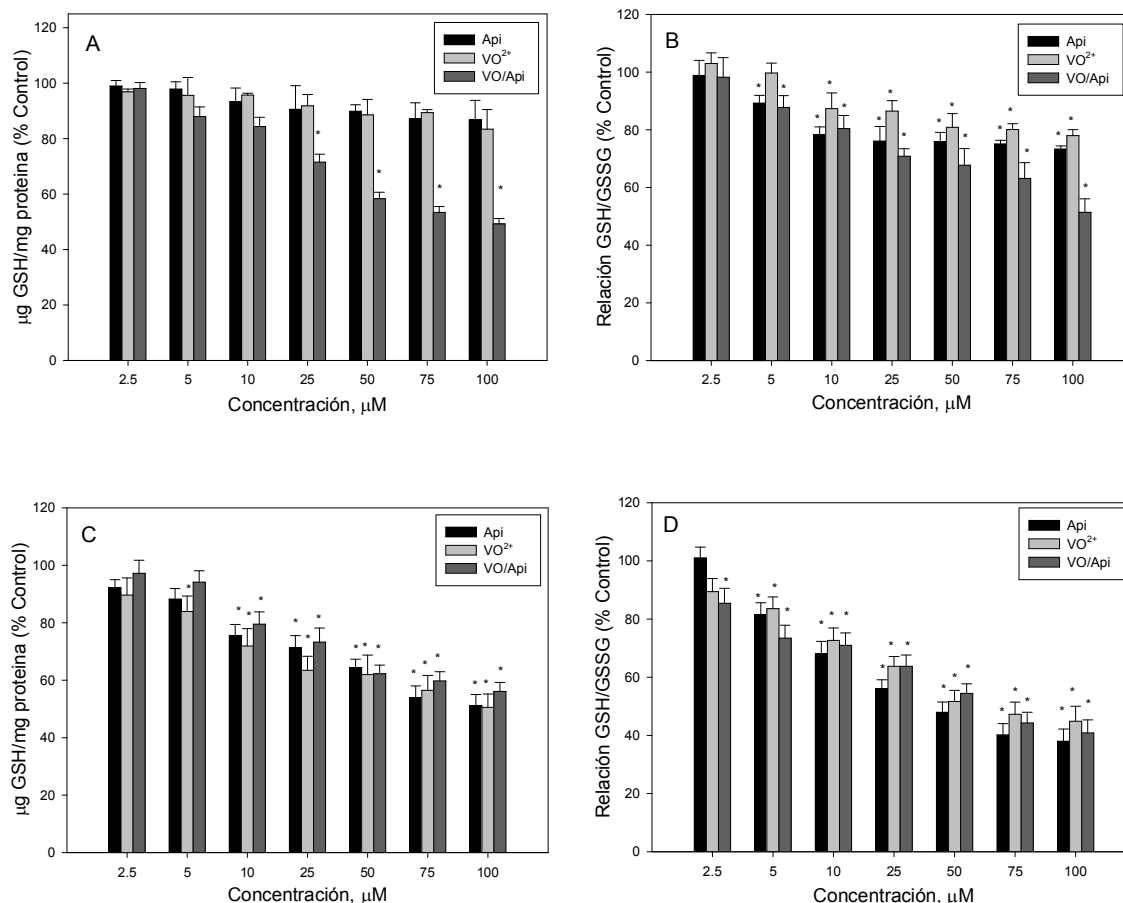 A
Api
VO²⁺
VO/Api
µg GSH/mg proteina (% Control)
120
100
80
60
40
20
0
* * * *
2.5 5 10 25 50 75 100
Concentración, µM
B
Api
VO²⁺
VO/Api
Relación GSH/GSSG (% Control)
120
100
80
60
40
20
0
* * * * * * * * * * * * * * * * * * *
2.5 5 10 25 50 75 100
Concentración, µM
C
Api
VO²⁺
VO/Api
µg GSH/mg proteina (% Control)
120
100
80
60
40
20
0
* * * * * * * * * * * * * * * *
2.5 5 10 25 50 75 100
Concentración, µM
D
Api
VO²⁺
VO/Api
Relación GSH/GSSG (% Control)
120
100
80
60
40
20
0
* * * * * * * * * * * * * * * * * * *
2.5 5 10 25 50 75 100
Concentración, µM